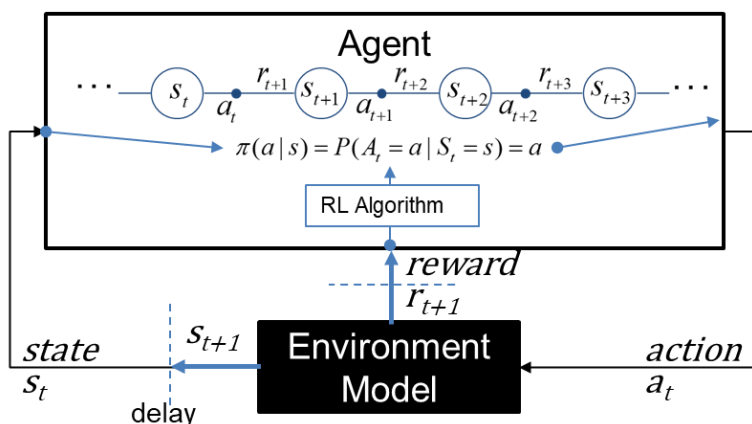 Agent
··· s_t a_t r_{t+1} s_{t+1} a_{t+1} r_{t+2} s_{t+2} a_{t+2} r_{t+3} s_{t+3} ···
π(a|s) = P(A_t = a | S_t = s) = a
RL Algorithm
reward
r_{t+1}
state
s_t
s_{t+1}
delay
Environment
Model
action
a_t